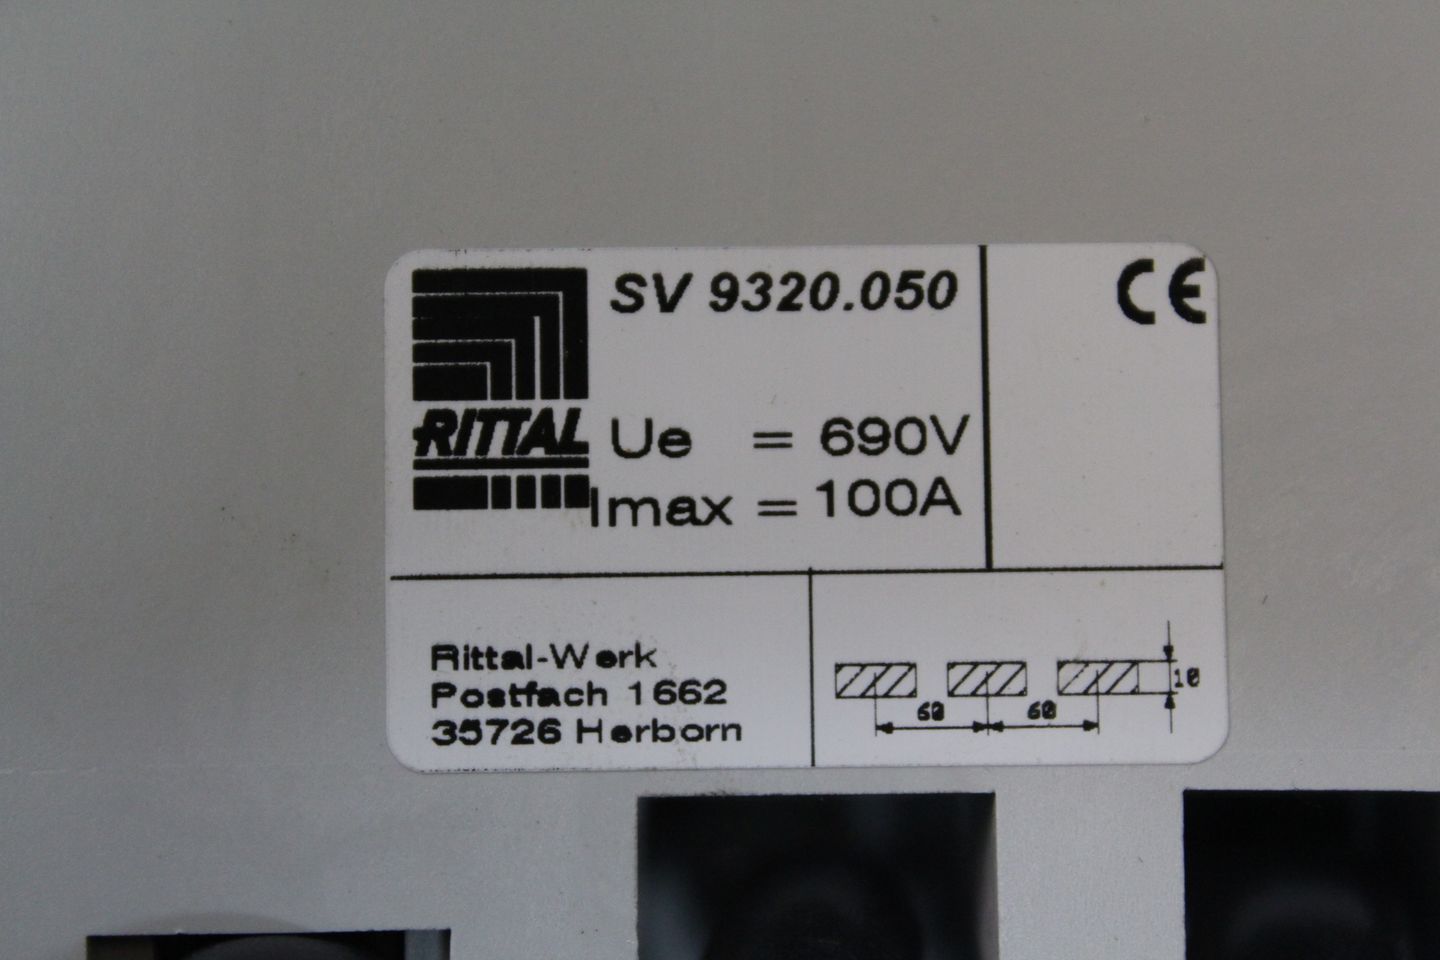 SV 9320.050
CE
RITTAL
Ue = 690V
Imax = 100A
Rittal-Werk
Postfach 1662
35726 Herborn
10
60 60